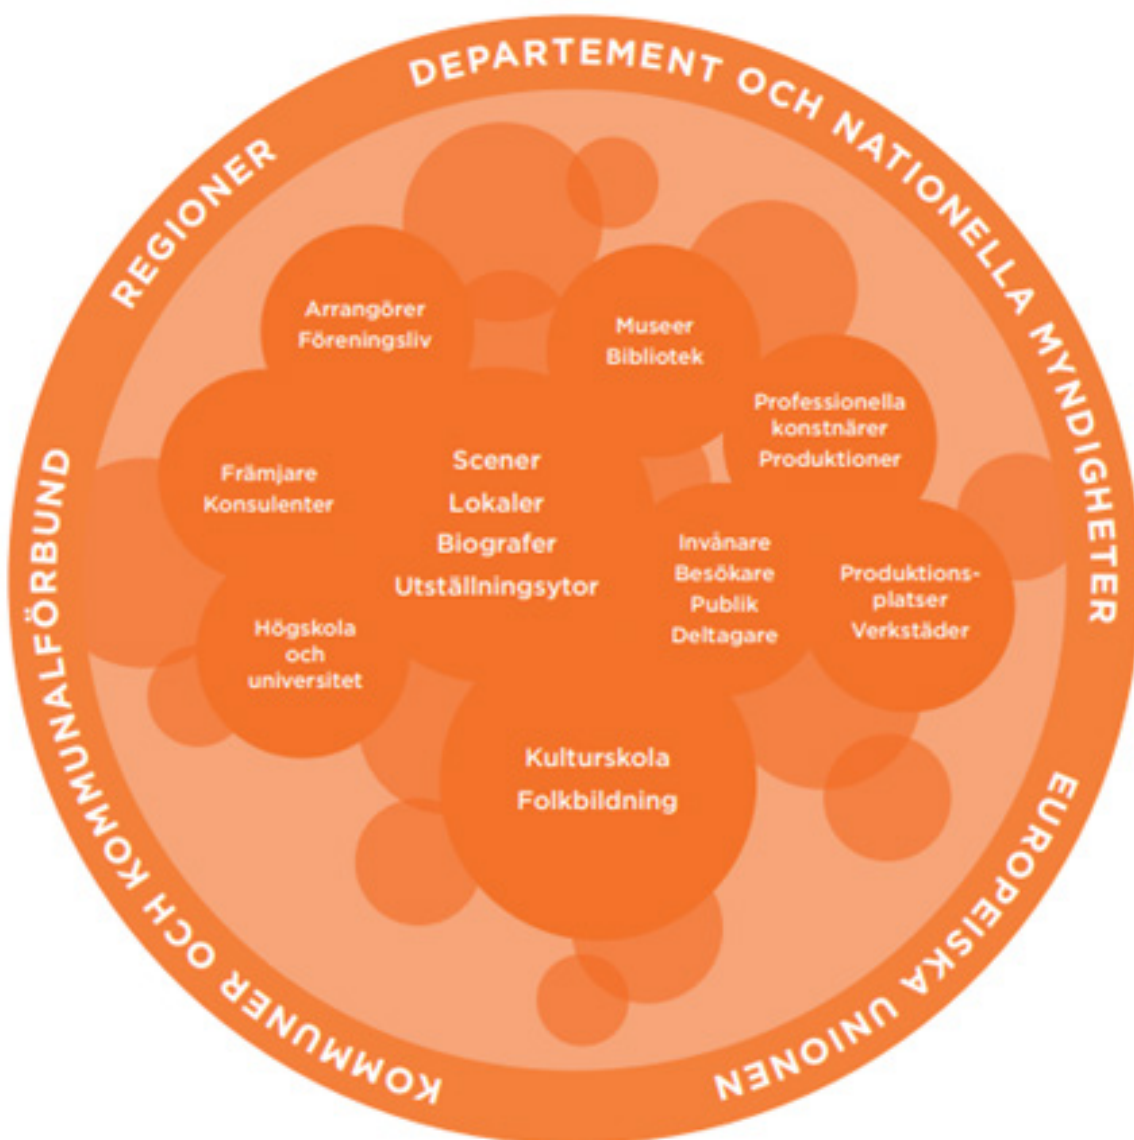 DEPARTEMENT OCH NATIONELLA MYNDIGHETER
REGIONER
KOMMUNER OCH KOMMUNALFÖRBUND
EUROPEISKA UNIONEN
Arrangörer
Föreningsliv
Museer
Bibliotek
Professionella
konstnärer
Produktioner
Främjare
Konsulenter
Scener
Lokaler
Biografer
Utställningsytor
Invånare
Besökare
Publik
Deltagare
Produktions-
platser
Verkstäder
Högskola
och
universitet
Kulturskola
Folkbildning